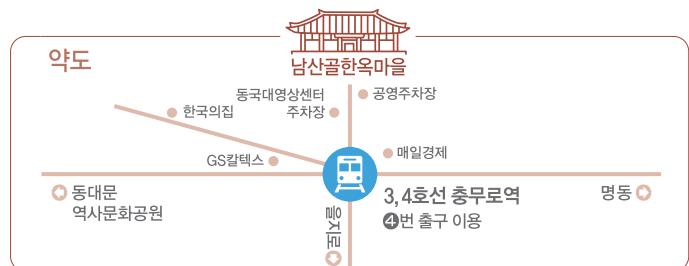 약도
남산골한옥마을
동국대영상센터
주차장
공영주차장
한국의집
GS칼텍스
매일경제
동대문
역사문화공원
3, 4호선 충무로역
4번 출구 이용
명동
을지로